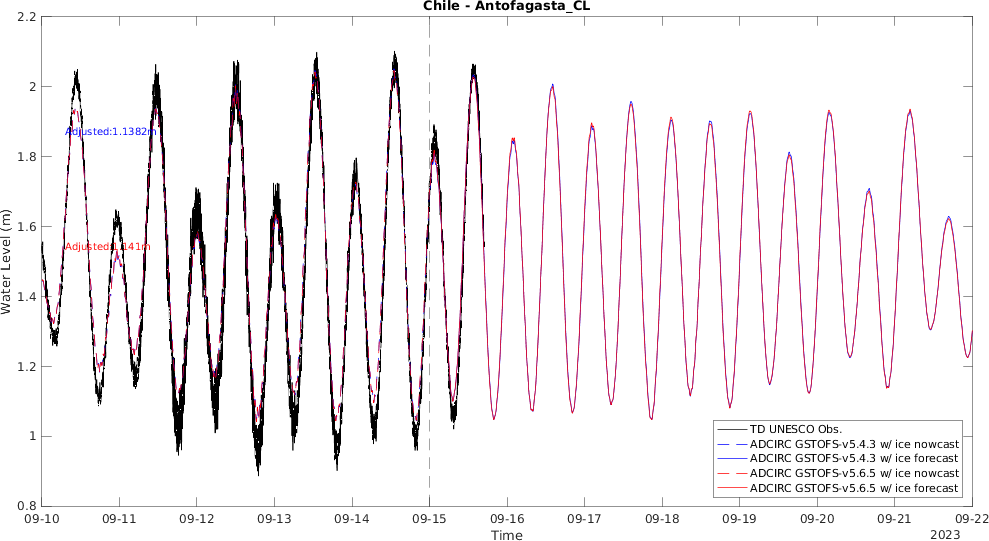 Chile - Antofagasta_CL
2.2
2
1.8
1.6
1.4
1.2
1
0.8
Water Level (m)
Adjusted:1.1382m
Adjusted:1.141m
TD UNESCO Obs.
ADCIRC GSTOFS-v5.4.3 w/ ice nowcast
ADCIRC GSTOFS-v5.4.3 w/ ice forecast
ADCIRC GSTOFS-v5.6.5 w/ ice nowcast
ADCIRC GSTOFS-v5.6.5 w/ ice forecast
09-10 09-11 09-12 09-13 09-14 09-15 09-16 09-17 09-18 09-19 09-20 09-21 09-22
Time
2023